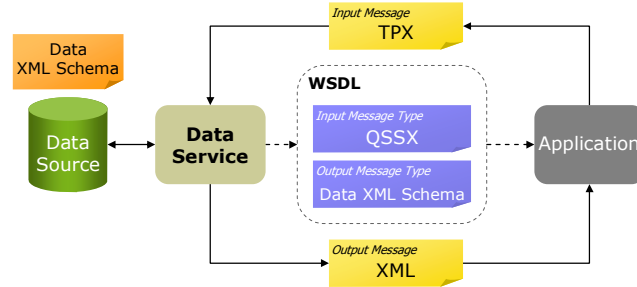 Input Message
TPX
Data
XML Schema
WSDL
Input Message Type
QSSX
Data
Source
Data
Service
Application
Output Message Type
Data XML Schema
Output Message
XML